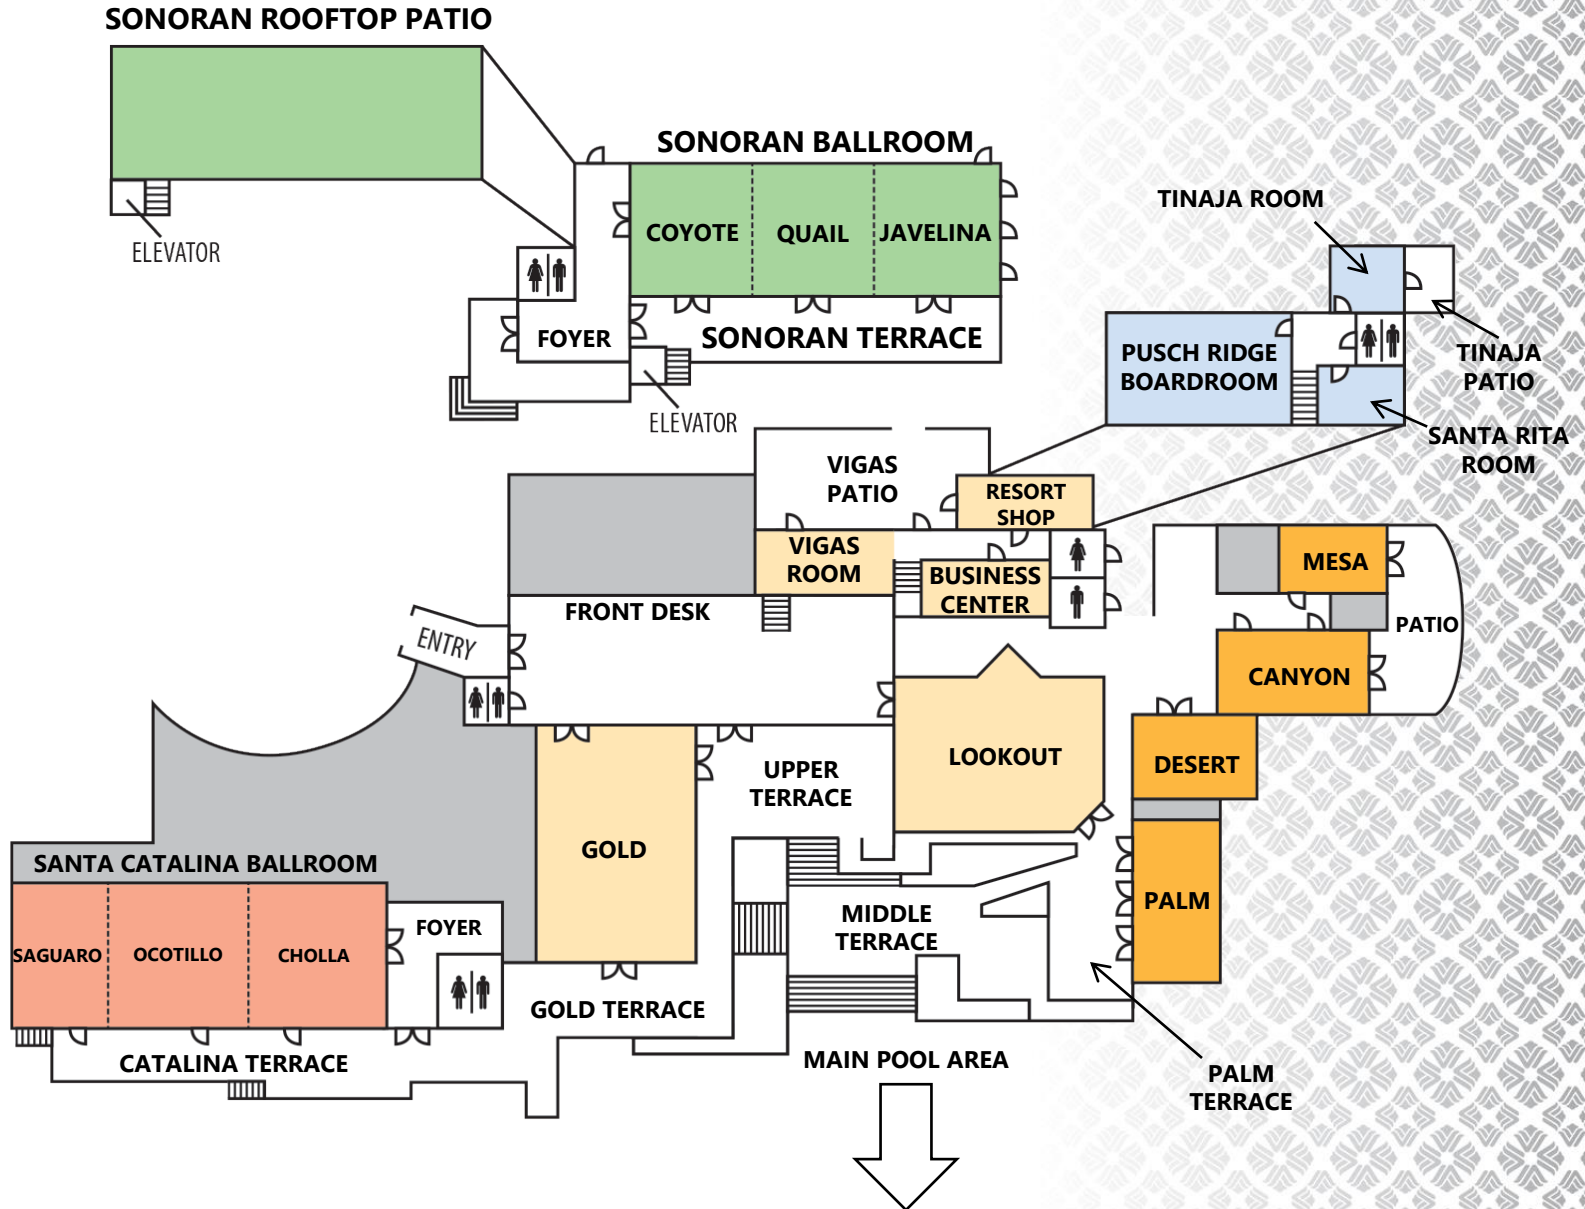 SONORAN ROOFTOP PATIO
ELEVATOR
SONORAN BALLROOM
COYOTE
QUAIL
JAVELINA
FOYER
SONORAN TERRACE
ELEVATOR
TINAJA ROOM
PUSCH RIDGE
BOARDROOM
TINAJA
PATIO
SANTA RITA
ROOM
VIGAS
PATIO
RESORT
SHOP
VIGAS
ROOM
BUSINESS
CENTER
FRONT DESK
ENTRY
MESA
PATIO
CANYON
DESERT
LOOKOUT
UPPER
TERRACE
GOLD
PALM
MIDDLE
TERRACE
SANTA CATALINA BALLROOM
SAGUARO
OCOTILLO
CHOLLA
FOYER
GOLD TERRACE
CATALINA TERRACE
MAIN POOL AREA
PALM
TERRACE